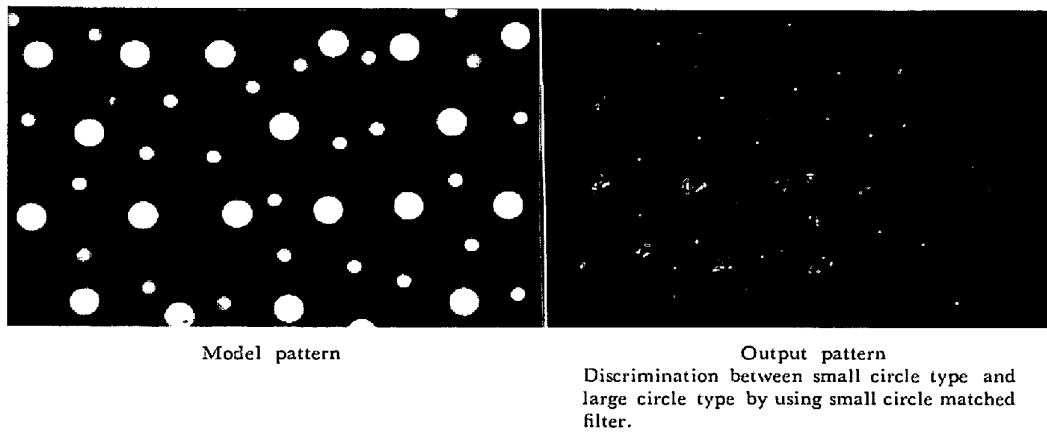 Model pattern
Output pattern
Discrimination between small circle type and
large circle type by using small circle matched
filter.